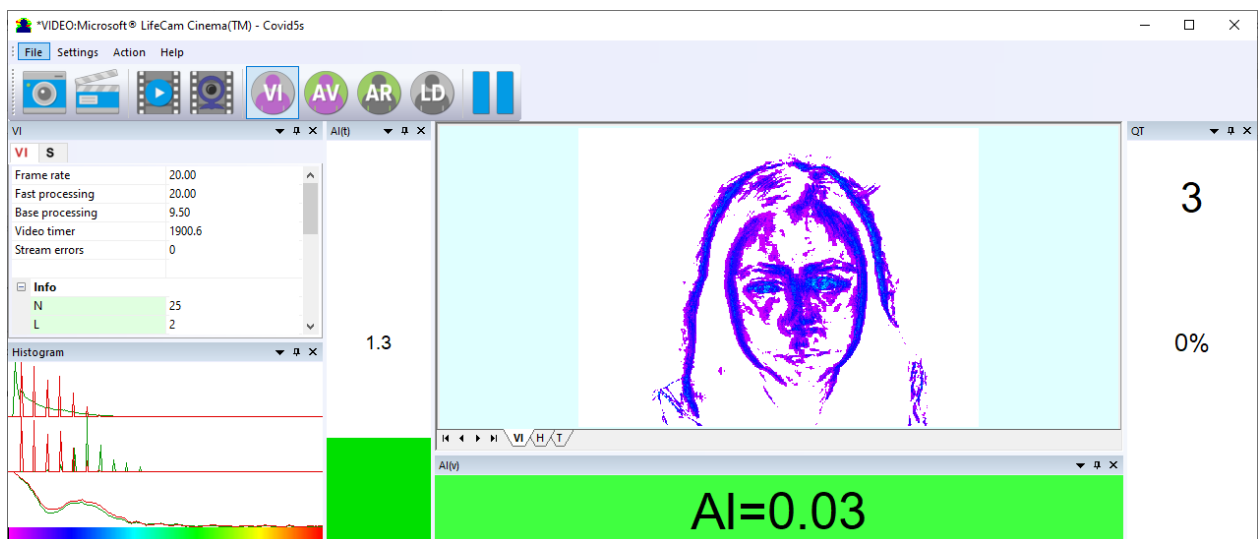 *VIDEO:Microsoft® LifeCam Cinema(TM) - Covid5s
File Settings Action Help
VI AV AR LD
VI
VI S
Frame rate 20.00
Fast processing 20.00
Base processing 9.50
Video timer 1900.6
Stream errors 0
Info
N 25
L 2
Histogram
AI(t)
1.3
VI H T
AI(v)
AI=0.03
QT
3
0%